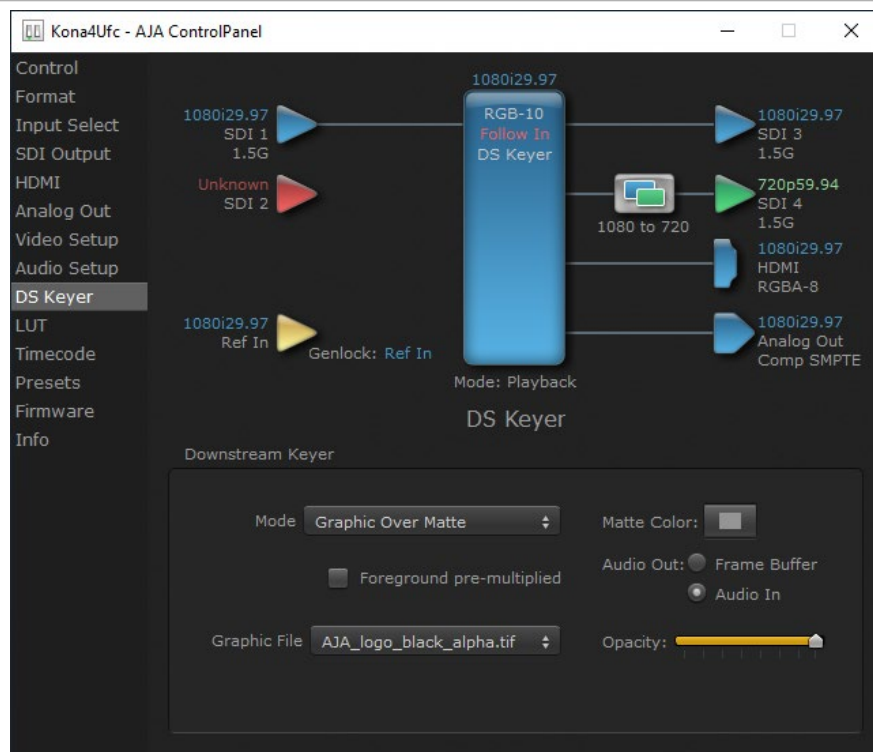 Kona4Ufc - AJA ControlPanel
Control
Format
Input Select
SDI Output
HDMI
Analog Out
Video Setup
Audio Setup
DS Keyer
LUT
Timecode
Presets
Firmware
Info
1080i29.97
RGB-10
Follow In
DS Keyer
1080i29.97
SDI 1
1.5G
Unknown
SDI 2
1080i29.97
Ref In
Genlock: Ref In
Mode: Playback
1080 to 720
1080i29.97
SDI 3
1.5G
720p59.94
SDI 4
1.5G
1080i29.97
HDMI
RGBA-8
1080i29.97
Analog Out
Comp SMPTE
DS Keyer
Downstream Keyer
Mode Graphic Over Matte
Matte Color:
Foreground pre-multiplied
Audio Out: Frame Buffer
Audio In
Graphic File AJA_logo_black_alpha.tif
Opacity: